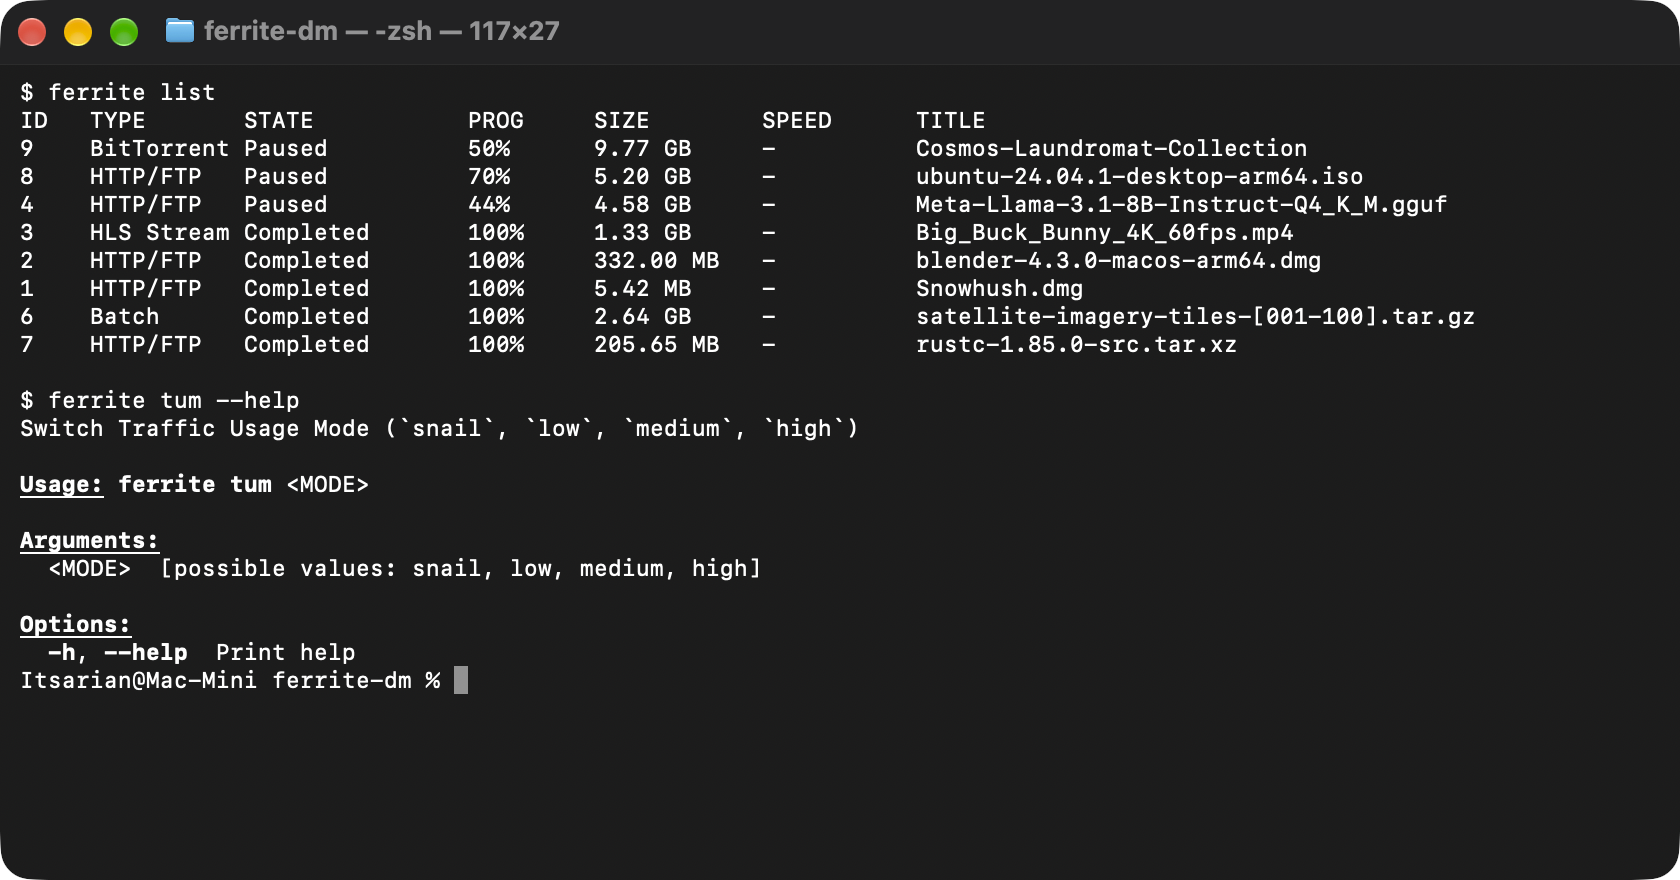 ferrite-dm — -zsh — 117×27
$ ferrite list
ID   TYPE       STATE           PROG     SIZE        SPEED      TITLE
9    BitTorrent Paused          50%      9.77 GB     –          Cosmos-Laundromat-Collection
8    HTTP/FTP   Paused          70%      5.20 GB     –          ubuntu-24.04.1-desktop-arm64.iso
4    HTTP/FTP   Paused          44%      4.58 GB     –          Meta-Llama-3.1-8B-Instruct-Q4_K_M.gguf
3    HLS Stream Completed       100%     1.33 GB     –          Big_Buck_Bunny_4K_60fps.mp4
2    HTTP/FTP   Completed       100%     332.00 MB   –          blender-4.3.0-macos-arm64.dmg
1    HTTP/FTP   Completed       100%     5.42 MB     –          Snowhush.dmg
6    Batch      Completed       100%     2.64 GB     –          satellite-imagery-tiles-[001-100].tar.gz
7    HTTP/FTP   Completed       100%     205.65 MB   –          rustc-1.85.0-src.tar.xz
$ ferrite tum --help
Switch Traffic Usage Mode (`snail`, `low`, `medium`, `high`)
Usage: ferrite tum <MODE>
Arguments:
  <MODE>  [possible values: snail, low, medium, high]
Options:
  -h, --help  Print help
Itsarian@Mac-Mini ferrite-dm %